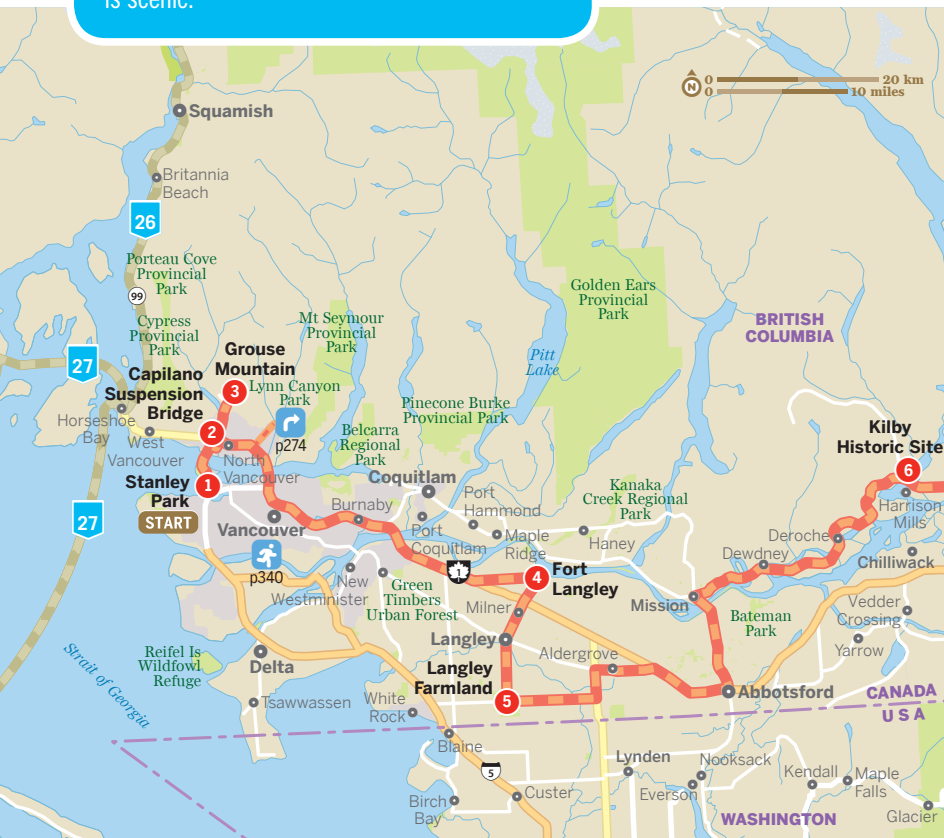 is scenic.
N
0
20 km
0
10 miles
Squamish
Britannia
Beach
26
Porteau Cove
Provincial
Park
99
Cypress
Provincial
Park
Mt Seymour
Provincial
Park
Golden Ears
Provincial
Park
BRITISH
COLUMBIA
Pitt
Lake
27
Grouse
Mountain
3
Lynn Canyon
Park
Capilano
Suspension
Bridge
2
p274
Pinecone Burke
Provincial Park
Horseshoe
Bay
West
Vancouver
North
Vancouver
Belcarra
Regional
Park
Kilby
Historic Site
6
Stanley
Park
1
START
27
Coquitlam
Kanaka
Creek Regional
Park
Harrison
Mills
Vancouver
Burnaby
Port
Hammond
Port
Coquitlam
Maple
Ridge
Haney
Deroche
Dewdney
Chilliwack
p340
New
Westminister
1
4
Fort
Langley
Green
Timbers
Urban Forest
Milner
Mission
Bateman
Park
Vedder
Crossing
Yarrow
Reifel Is
Wildfowl
Refuge
Delta
Langley
Aldergrove
Langley
Farmland
5
Strait of Georgia
Tsawwassen
White
Rock
Abbotsford
CANADA
USA
Blaine
5
Lynden
Nooksack
Everson
Kendall
Maple
Falls
Birch
Bay
Custer
WASHINGTON
Glacier